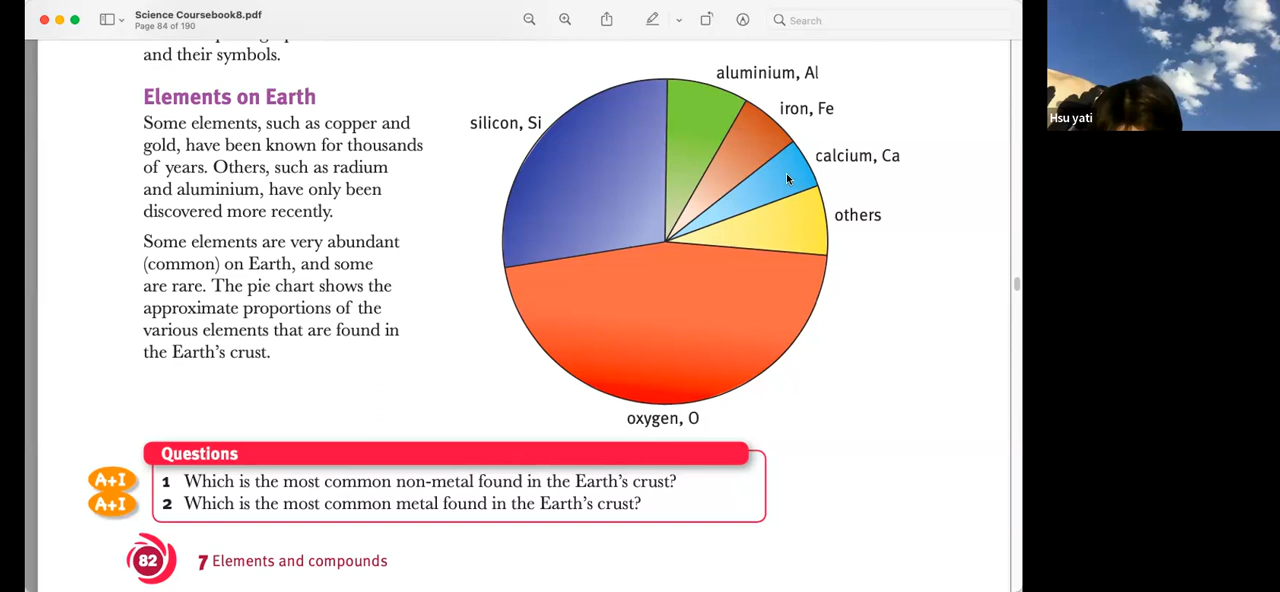 Science Coursebook8.pdf
Page 84 of 190
Search
and their symbols.
Elements on Earth
Some elements, such as copper and
gold, have been known for thousands
of years. Others, such as radium
and aluminium, have only been
discovered more recently.
Some elements are very abundant
(common) on Earth, and some
are rare. The pie chart shows the
approximate proportions of the
various elements that are found in
the Earth's crust.
aluminium, Al
iron, Fe
silicon, Si
calcium, Ca
others
oxygen, O
Questions
A+I 1 Which is the most common non-metal found in the Earth's crust?
A+I 2 Which is the most common metal found in the Earth's crust?
82 7 Elements and compounds
Hsu yati